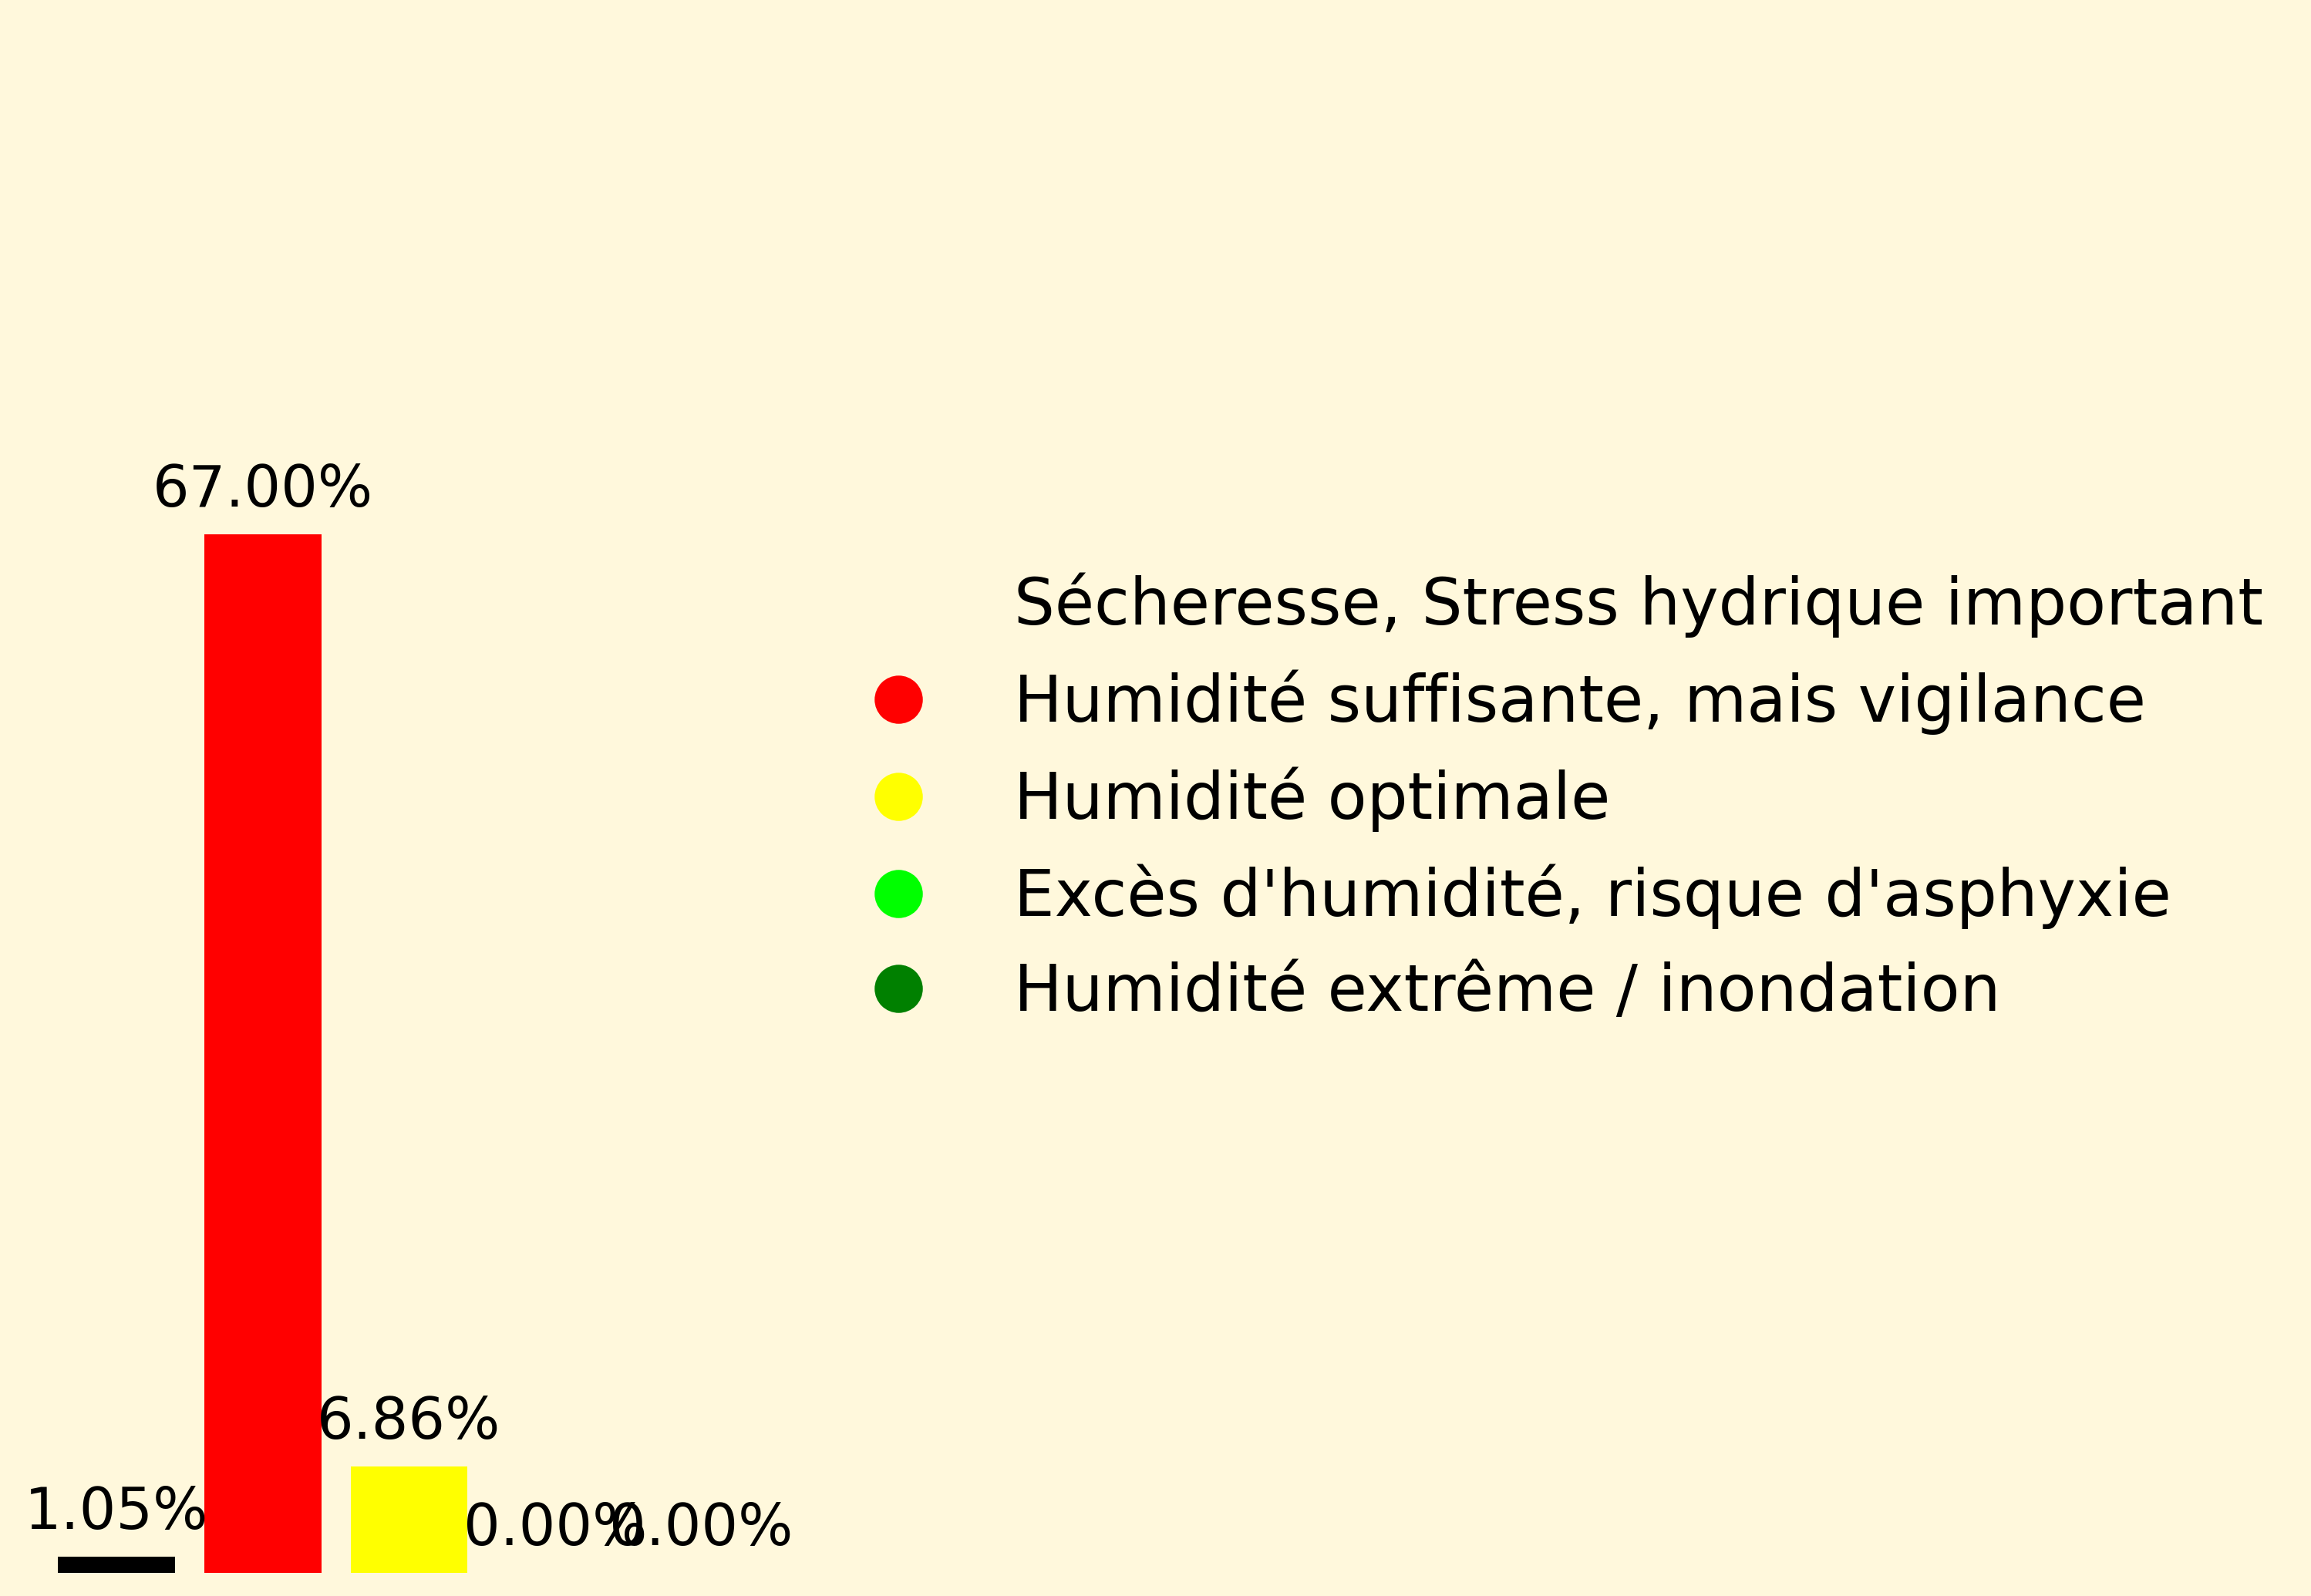 67.00%
Sécheresse, Stress hydrique important
Humidité suffisante, mais vigilance
Humidité optimale
Excès d'humidité, risque d'asphyxie
Humidité extrême / inondation
6.86%
1.05%
0.00%
0.00%